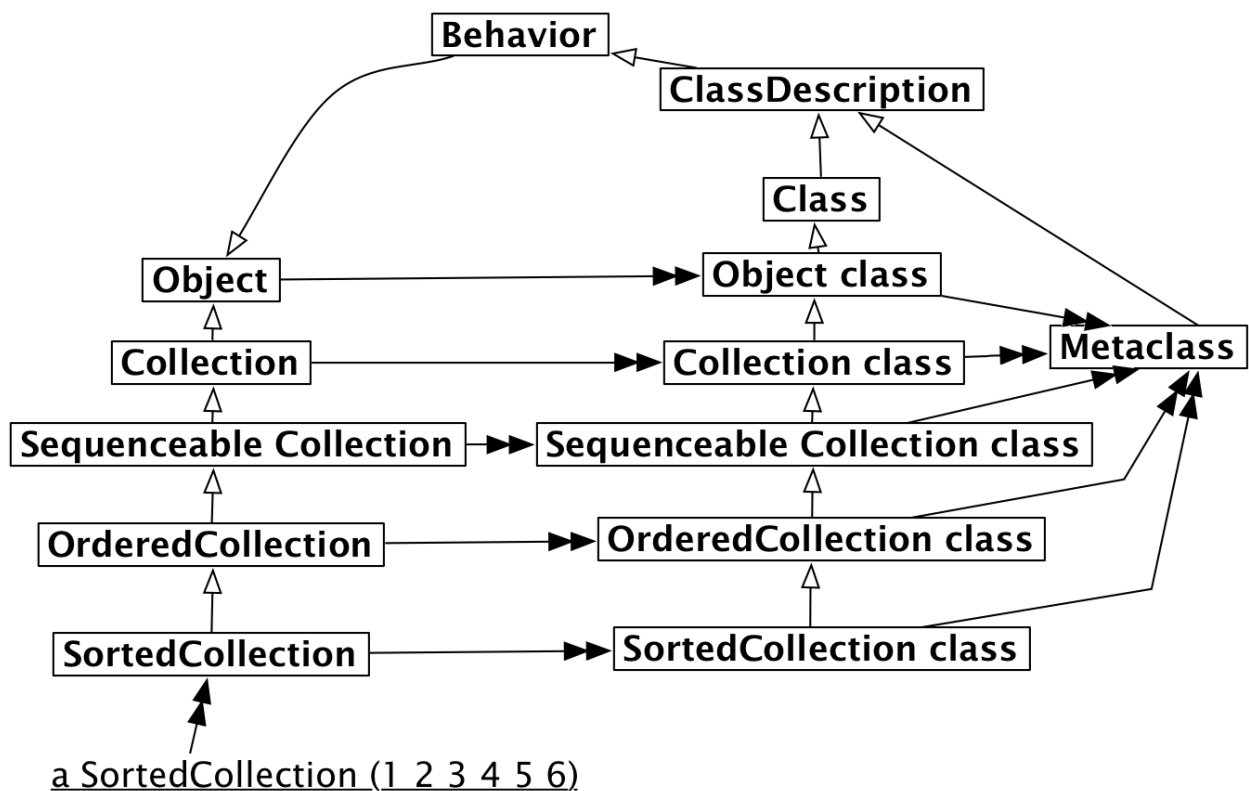 Behavior
ClassDescription
Class
Object
Object class
Metaclass
Collection
Collection class
Sequenceable Collection
Sequenceable Collection class
OrderedCollection
OrderedCollection class
SortedCollection
SortedCollection class
a SortedCollection (1 2 3 4 5 6)